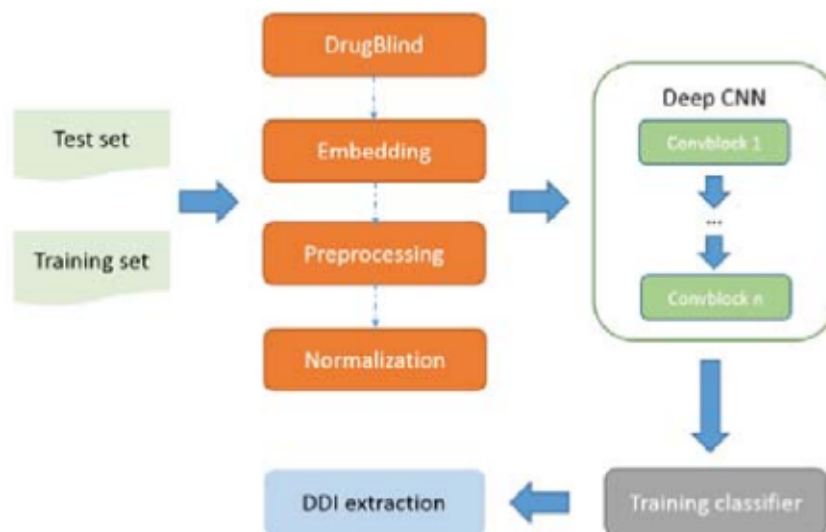 Test set
Training set
DrugBlind
Embedding
Preprocessing
Normalization
Deep CNN
Convblock 1
...
Convblock n
Training classifier
DDI extraction